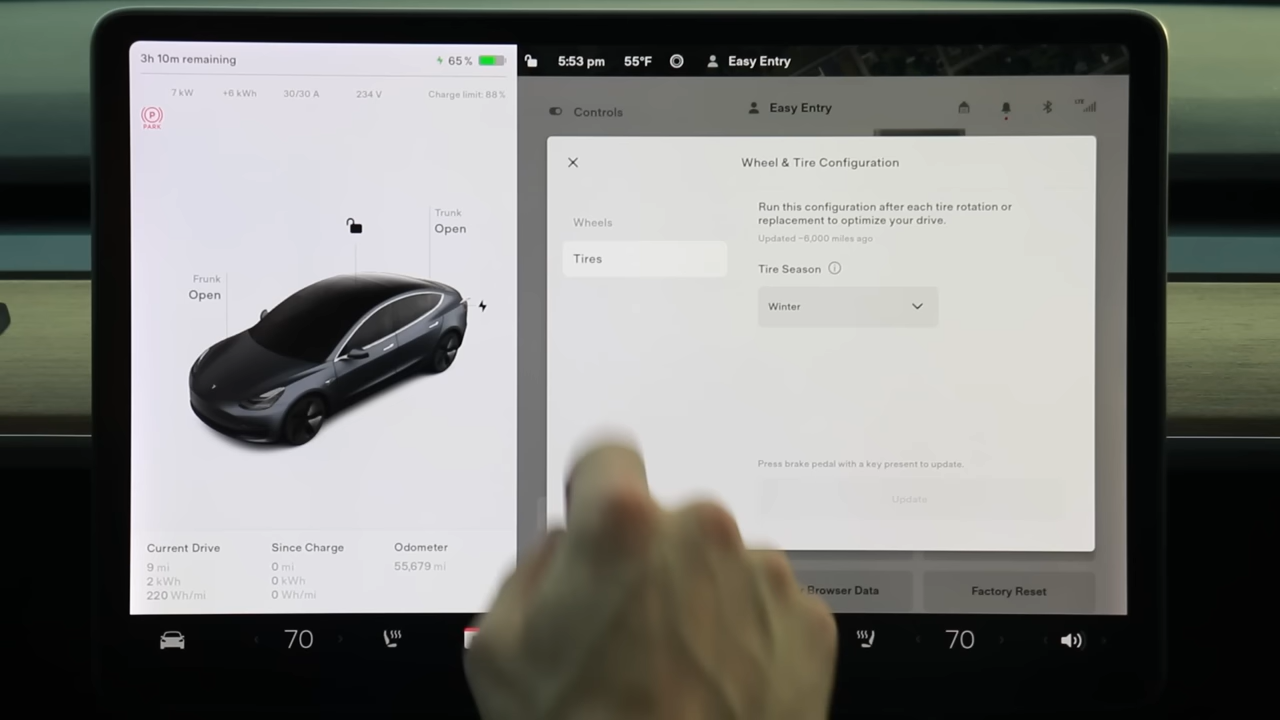 3h 10m remaining
65%
7 kW
+6 kWh
30/30 A
234 V
Charge limit: 68%
PARK
Trunk
Open
Frunk
Open
Current Drive
9 mi
2 kWh
220 Wh/mi
Since Charge
0 mi
0 kWh
0 Wh/mi
Odometer
55,679 mi
5:53 pm
55°F
Easy Entry
Controls
Easy Entry
LTE
Wheel & Tire Configuration
Wheels
Tires
Run this configuration after each tire rotation or
replacement to optimize your drive.
Updated ~6,000 miles ago
Tire Season
Winter
Press brake pedal with a key present to update.
Update
Browser Data
Factory Reset
70
70